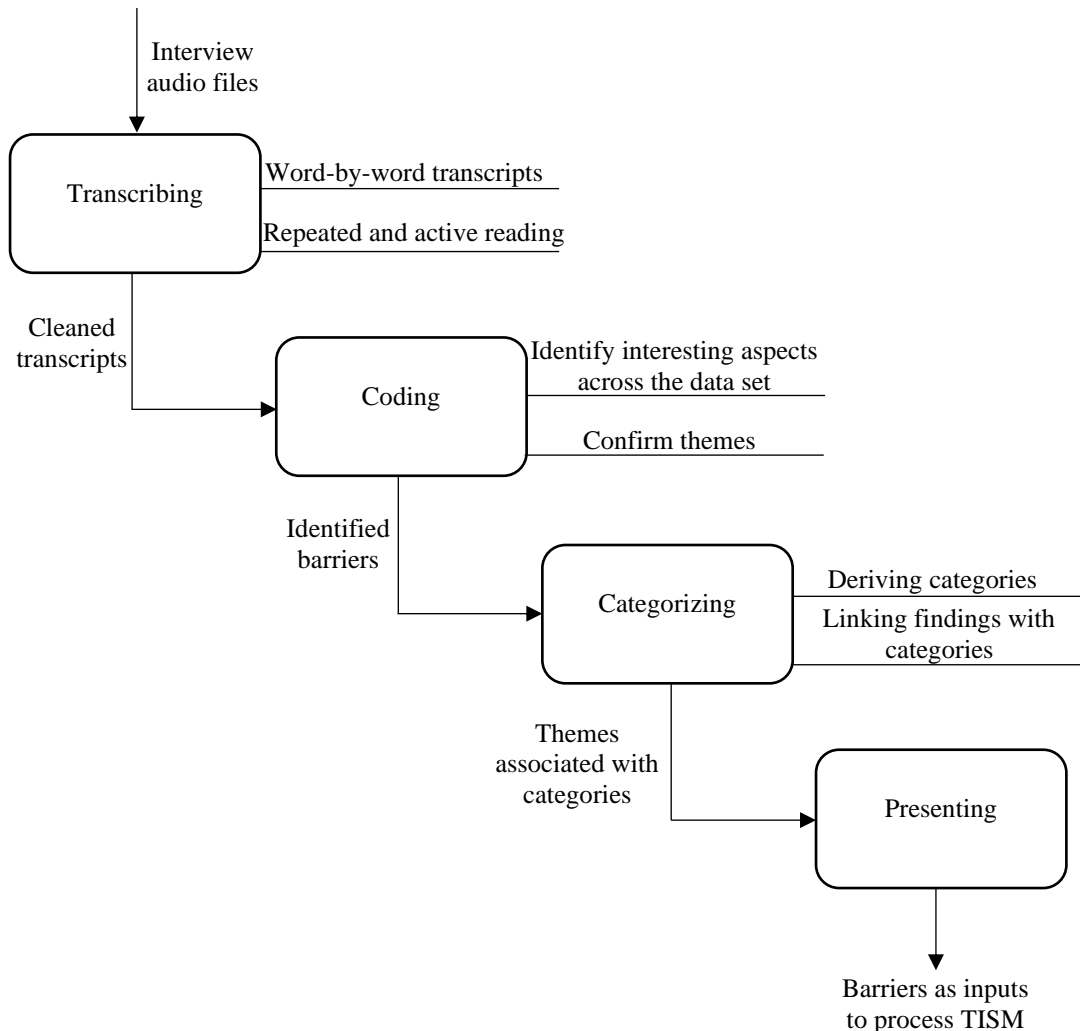 Interview
audio files
Transcribing
Word-by-word transcripts
Repeated and active reading
Cleaned
transcripts
Coding
Identify interesting aspects
across the data set
Confirm themes
Identified
barriers
Categorizing
Deriving categories
Linking findings with
categories
Themes
associated with
categories
Presenting
Barriers as inputs
to process TISM